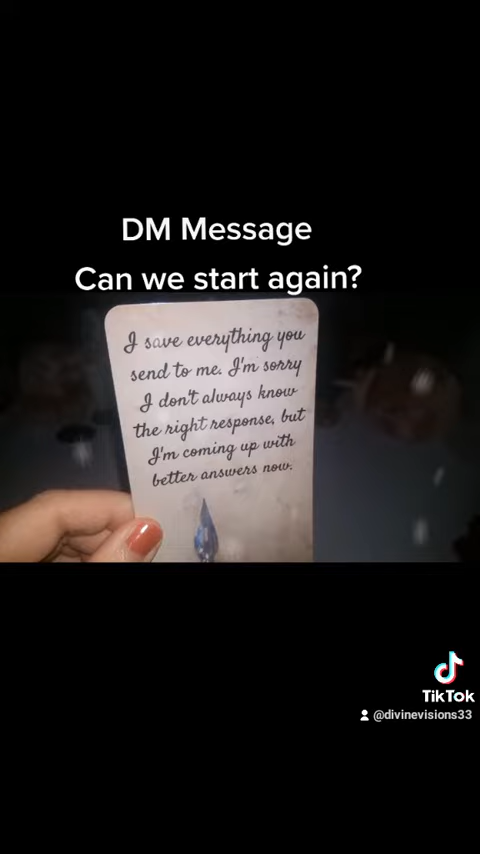 DM Message
Can we start again?
I save everything you
send to me. I'm sorry
I don't always know
the right response, but
I'm coming up with
better answers now.
TikTok
@divinevisions33